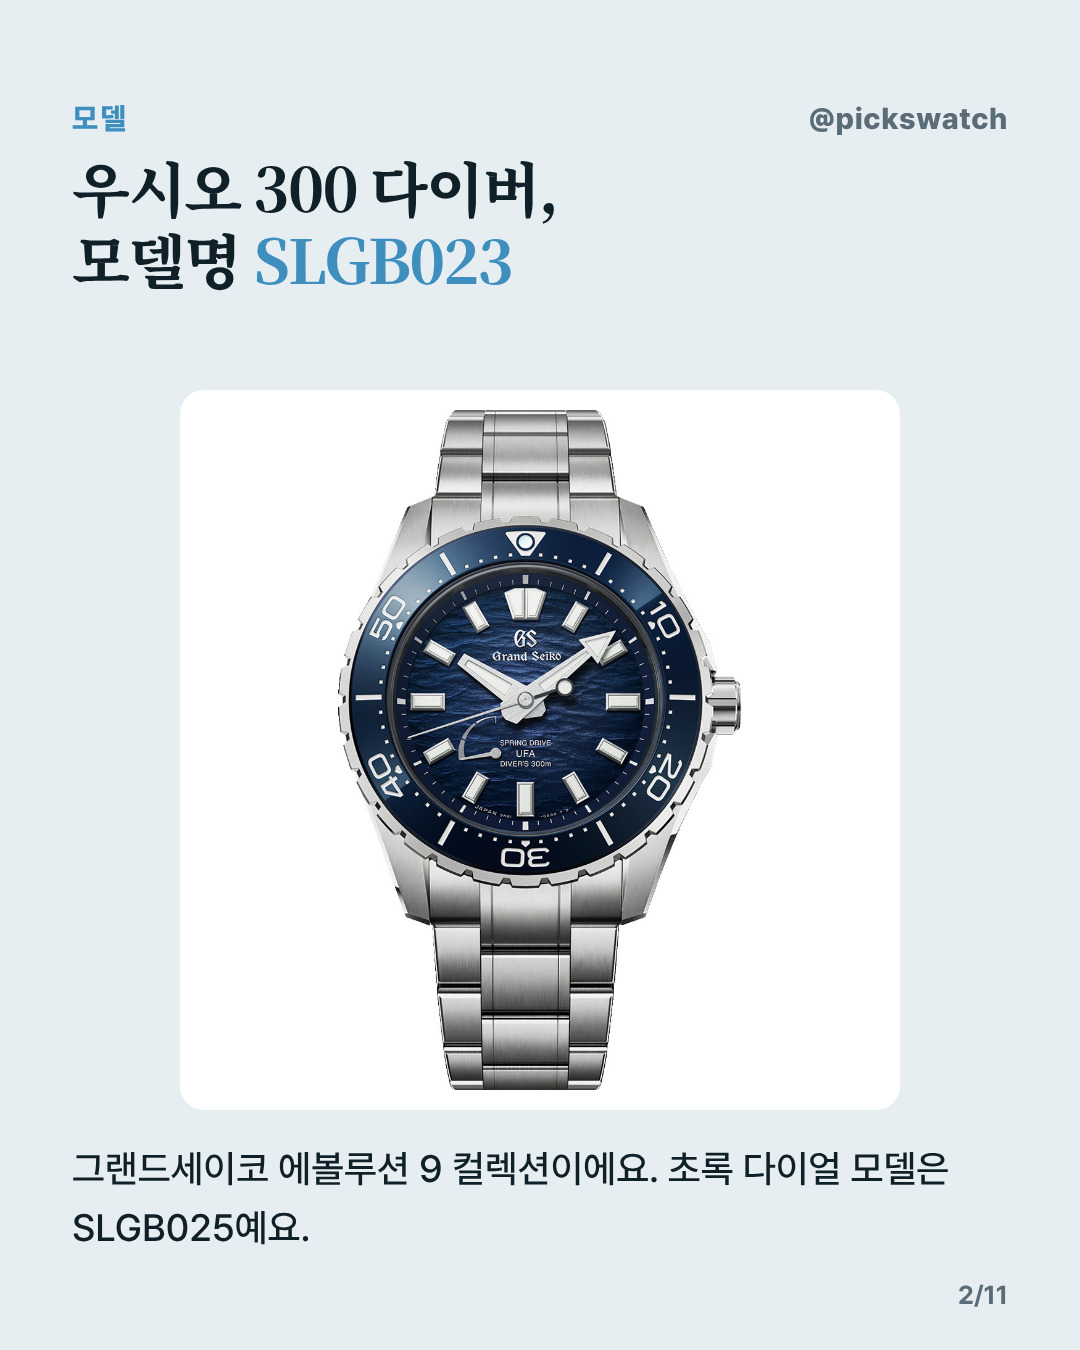 모델
@pickswatch
우시오 300 다이버,
모델명 SLGB023
50
10
GS
Grand Seiko
SPRING DRIVE
UFA
DIVER'S 300m
40
20
JAPAN
30
그랜드세이코 에볼루션 9 컬렉션이에요. 초록 다이얼 모델은
SLGB025예요.
2/11